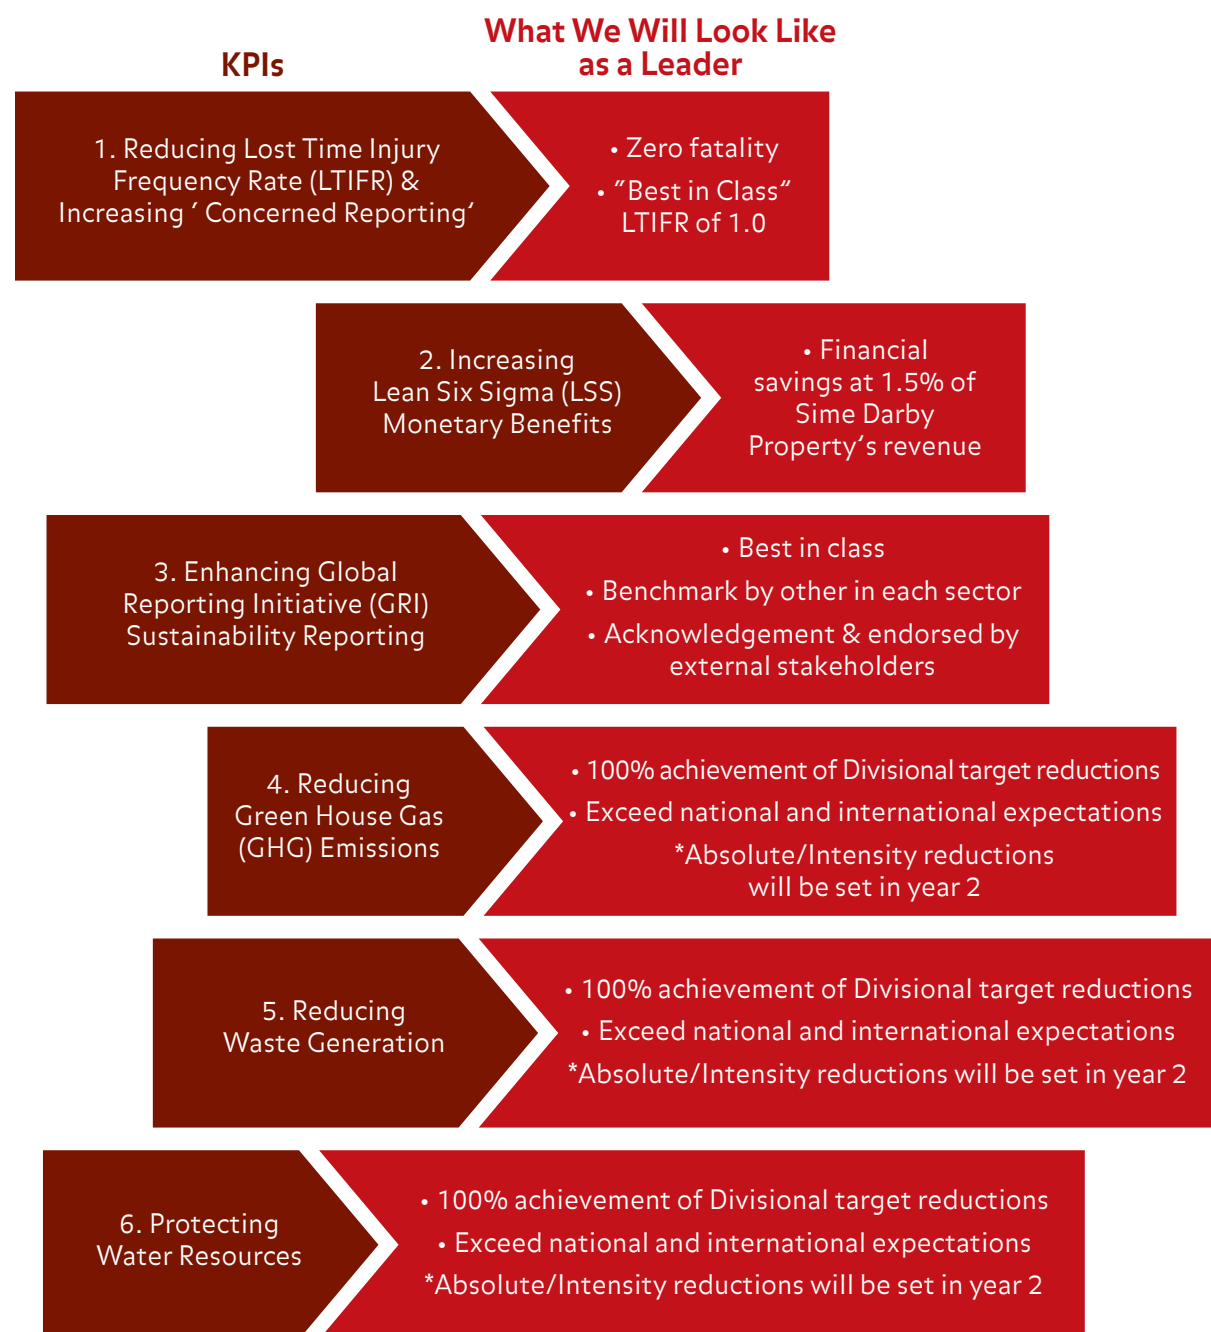 KPIs
What We Will Look Like
as a Leader
1. Reducing Lost Time Injury
Frequency Rate (LTIFR) &
Increasing ′ Concerned Reporting‘
• Zero fatality
• ″Best in Class“
LTIFR of 1.0
2. Increasing
Lean Six Sigma (LSS)
Monetary Benefits
• Financial
savings at 1.5% of
Sime Darby
Property‘s revenue
3. Enhancing Global
Reporting Initiative (GRI)
Sustainability Reporting
• Best in class
• Benchmark by other in each sector
• Acknowledgement & endorsed by
external stakeholders
4. Reducing
Green House Gas
(GHG) Emissions
• 100% achievement of Divisional target reductions
• Exceed national and international expectations
*Absolute/Intensity reductions
will be set in year 2
5. Reducing
Waste Generation
• 100% achievement of Divisional target reductions
• Exceed national and international expectations
*Absolute/Intensity reductions will be set in year 2
6. Protecting
Water Resources
• 100% achievement of Divisional target reductions
• Exceed national and international expectations
*Absolute/Intensity reductions will be set in year 2